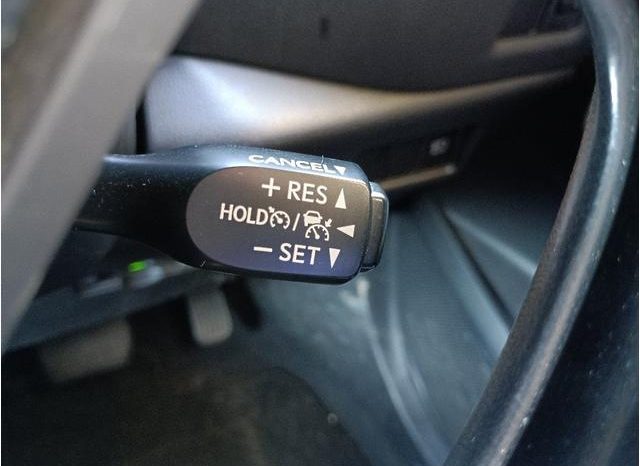 CANCEL▼
+ RES ▲
HOLD / ◀
− SET ▼